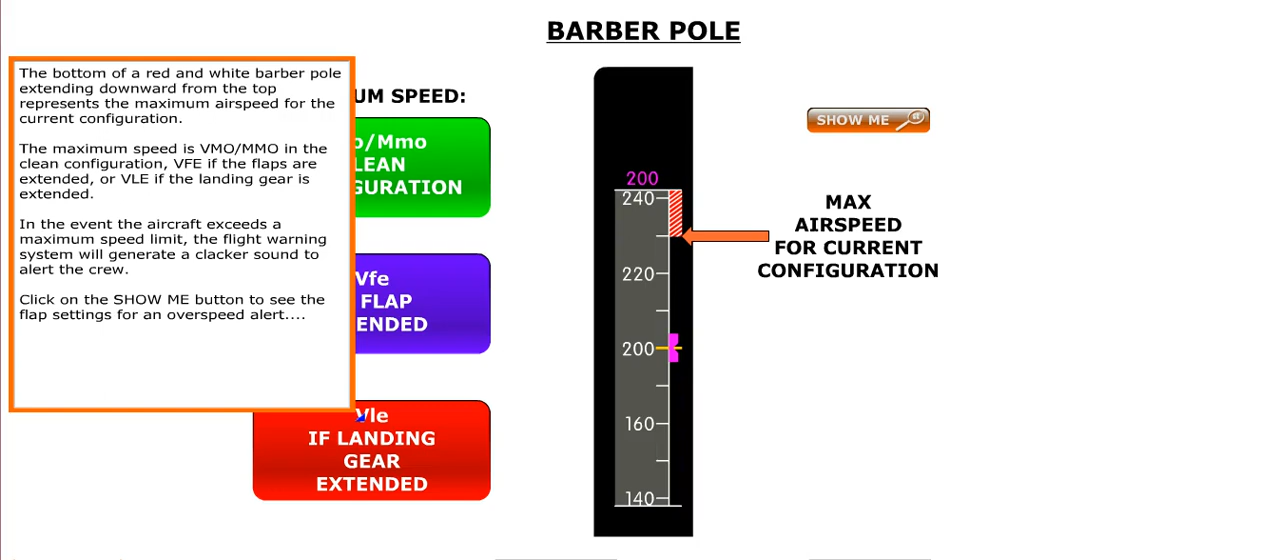 BARBER POLE
The bottom of a red and white barber pole
extending downward from the top
represents the maximum airspeed for the
current configuration.
The maximum speed is VMO/MMO in the
clean configuration, VFE if the flaps are
extended, or VLE if the landing gear is
extended.
In the event the aircraft exceeds a
maximum speed limit, the flight warning
system will generate a clacker sound to
alert the crew.
Click on the SHOW ME button to see the
flap settings for an overspeed alert....
UM SPEED:
o/Mmo
LEAN
GURATION
Vfe
FLAP
ENDED
Vle
IF LANDING
GEAR
EXTENDED
200
240
220
200
160
140
SHOW ME
MAX
AIRSPEED
FOR CURRENT
CONFIGURATION